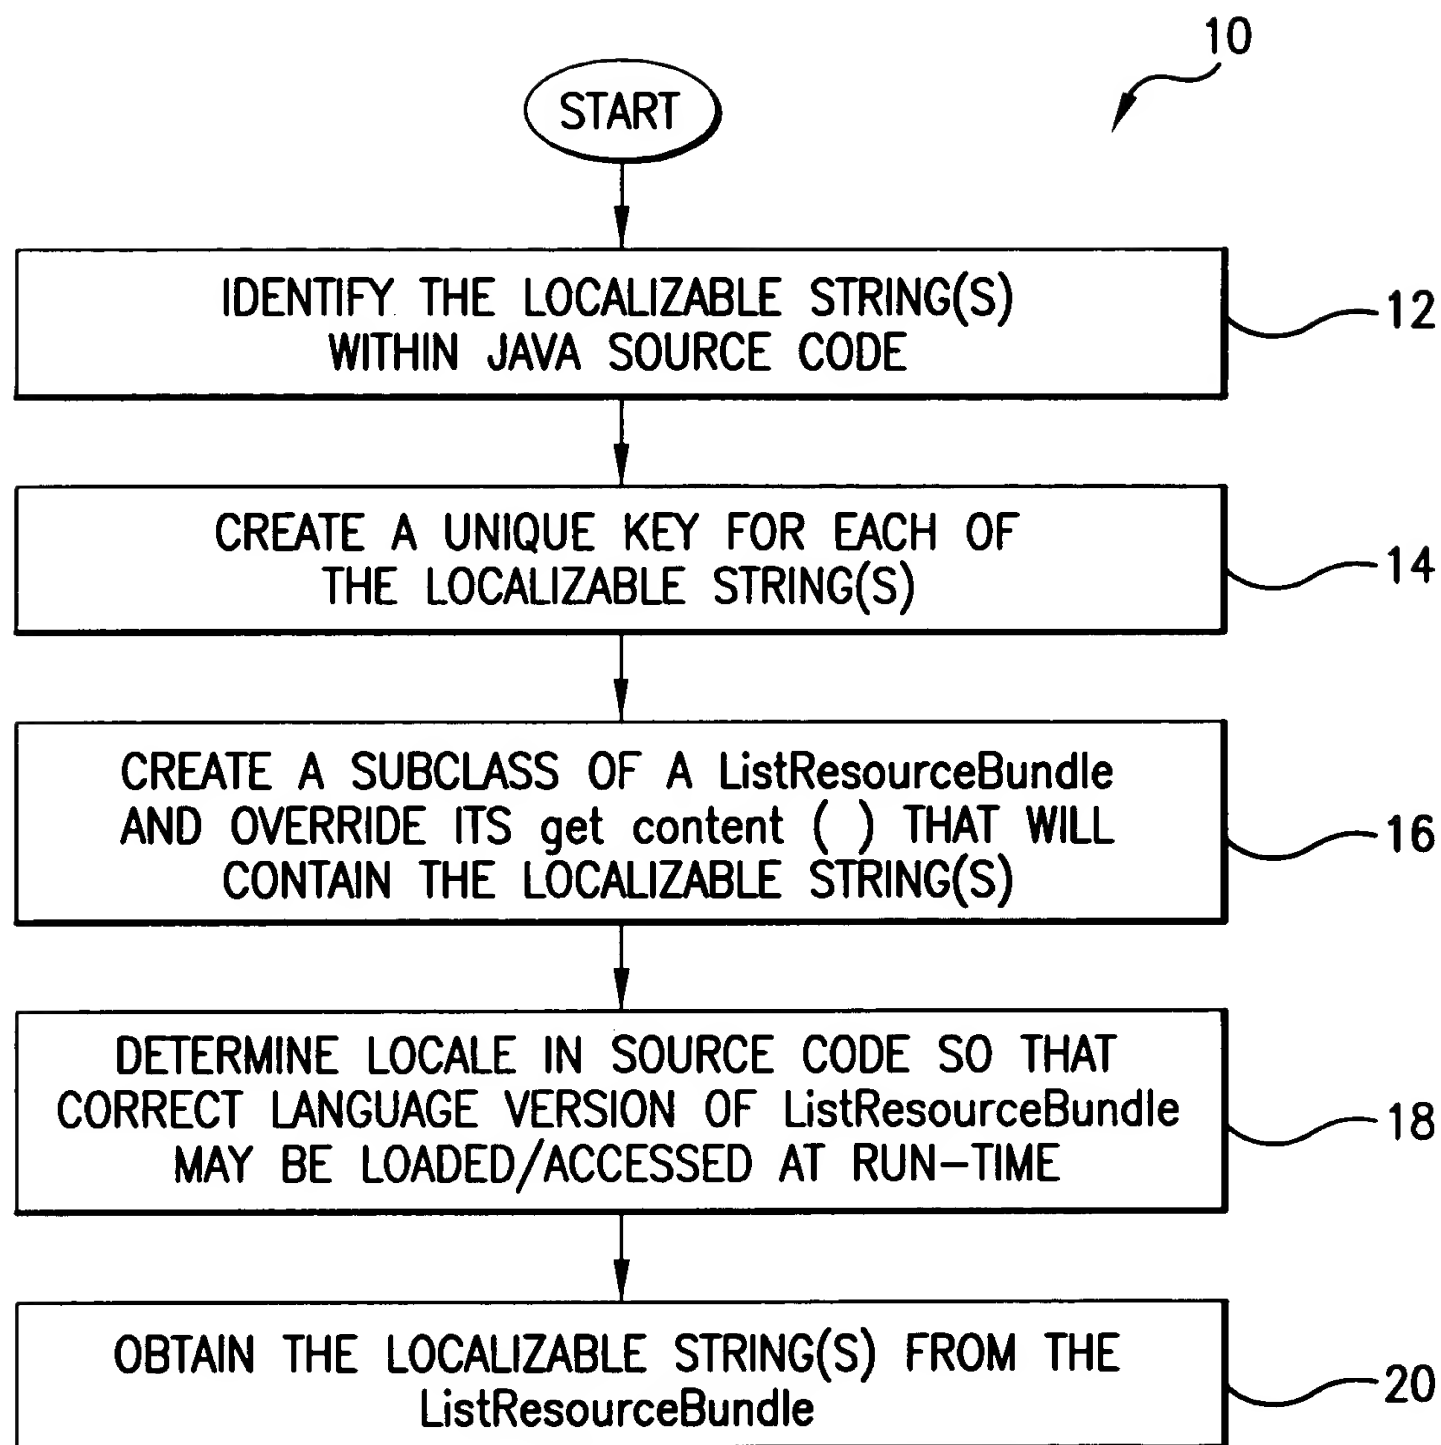 10
START
IDENTIFY THE LOCALIZABLE STRING(S)
WITHIN JAVA SOURCE CODE
12
CREATE A UNIQUE KEY FOR EACH OF
THE LOCALIZABLE STRING(S)
14
CREATE A SUBCLASS OF A ListResourceBundle
AND OVERRIDE ITS get content ( ) THAT WILL
CONTAIN THE LOCALIZABLE STRING(S)
16
DETERMINE LOCALE IN SOURCE CODE SO THAT
CORRECT LANGUAGE VERSION OF ListResourceBundle
MAY BE LOADED/ACCESSED AT RUN-TIME
18
OBTAIN THE LOCALIZABLE STRING(S) FROM THE
ListResourceBundle
20